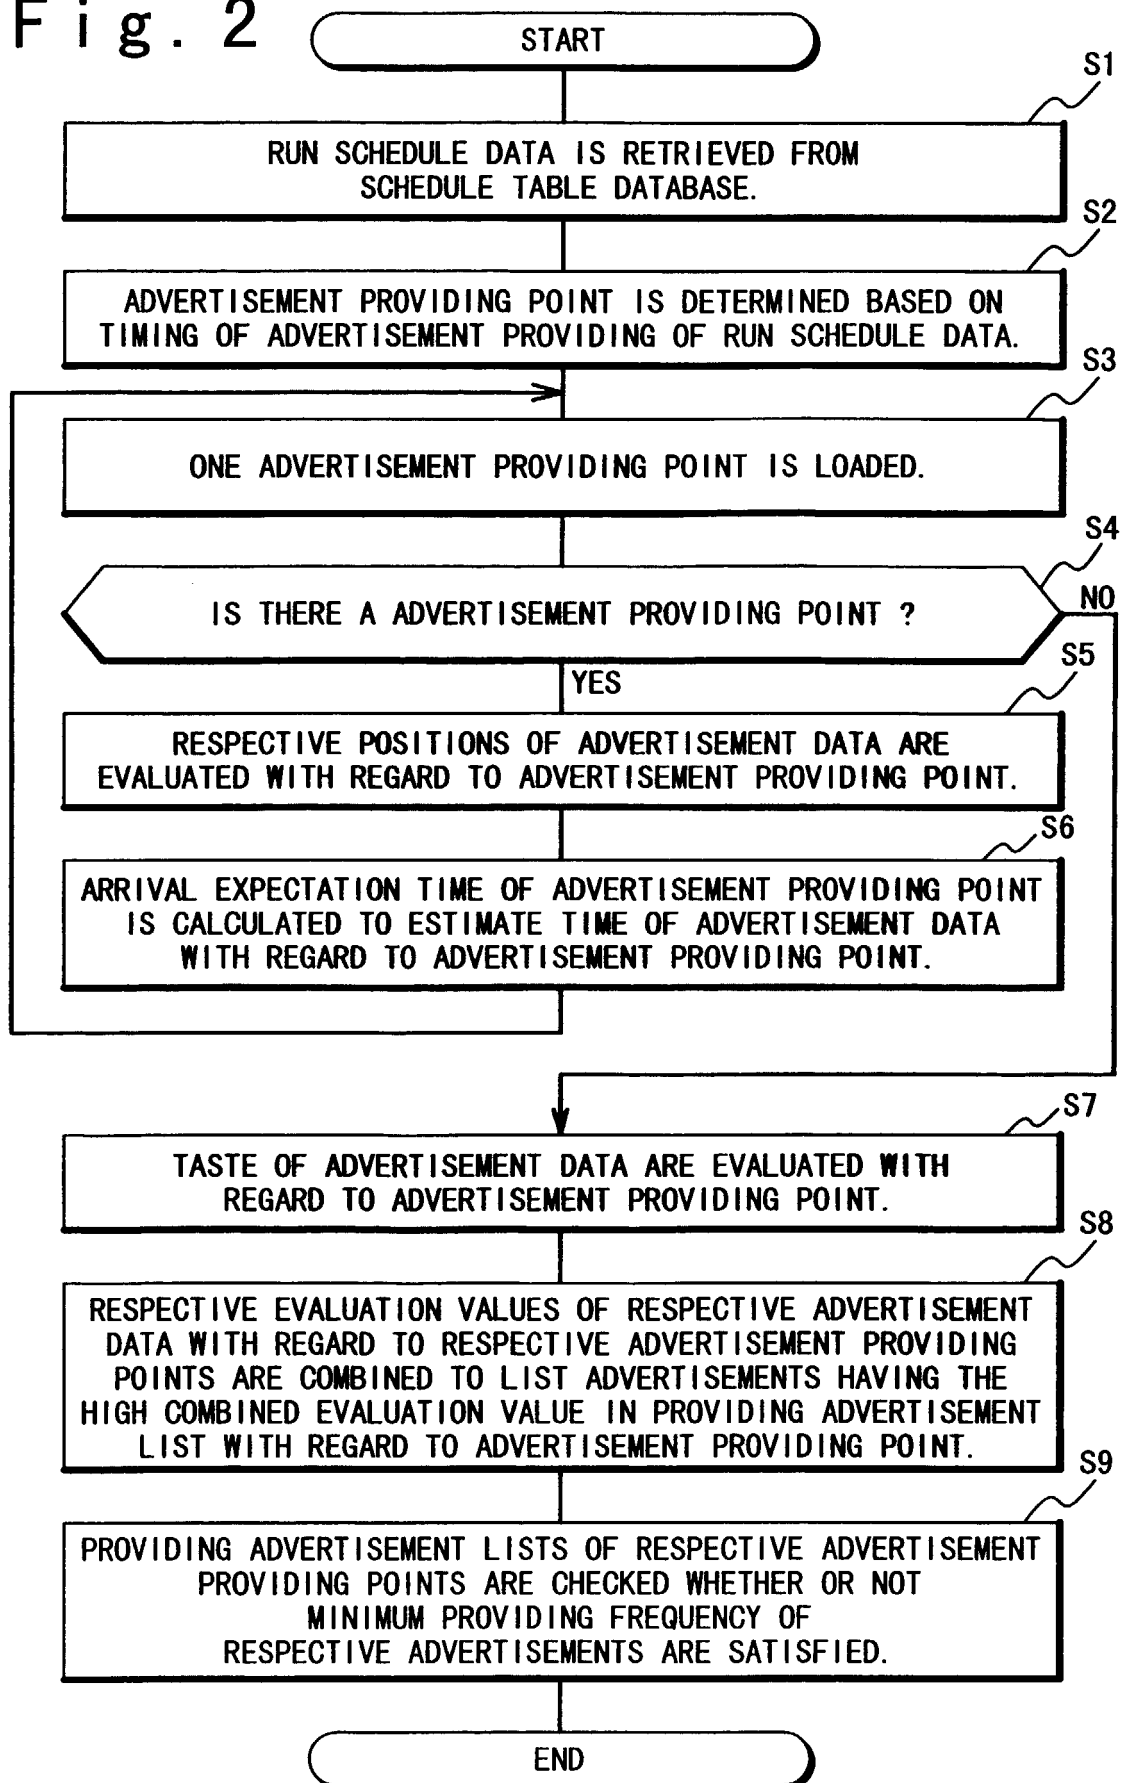 Fig. 2
START
S1
RUN SCHEDULE DATA IS RETRIEVED FROM
SCHEDULE TABLE DATABASE.
S2
ADVERTISEMENT PROVIDING POINT IS DETERMINED BASED ON
TIMING OF ADVERTISEMENT PROVIDING OF RUN SCHEDULE DATA.
S3
ONE ADVERTISEMENT PROVIDING POINT IS LOADED.
S4
IS THERE A ADVERTISEMENT PROVIDING POINT ?
NO
YES
S5
RESPECTIVE POSITIONS OF ADVERTISEMENT DATA ARE
EVALUATED WITH REGARD TO ADVERTISEMENT PROVIDING POINT.
S6
ARRIVAL EXPECTATION TIME OF ADVERTISEMENT PROVIDING POINT
IS CALCULATED TO ESTIMATE TIME OF ADVERTISEMENT DATA
WITH REGARD TO ADVERTISEMENT PROVIDING POINT.
S7
TASTE OF ADVERTISEMENT DATA ARE EVALUATED WITH
REGARD TO ADVERTISEMENT PROVIDING POINT.
S8
RESPECTIVE EVALUATION VALUES OF RESPECTIVE ADVERTISEMENT
DATA WITH REGARD TO RESPECTIVE ADVERTISEMENT PROVIDING
POINTS ARE COMBINED TO LIST ADVERTISEMENTS HAVING THE
HIGH COMBINED EVALUATION VALUE IN PROVIDING ADVERTISEMENT
LIST WITH REGARD TO ADVERTISEMENT PROVIDING POINT.
S9
PROVIDING ADVERTISEMENT LISTS OF RESPECTIVE ADVERTISEMENT
PROVIDING POINTS ARE CHECKED WHETHER OR NOT
MINIMUM PROVIDING FREQUENCY OF
RESPECTIVE ADVERTISEMENTS ARE SATISFIED.
END